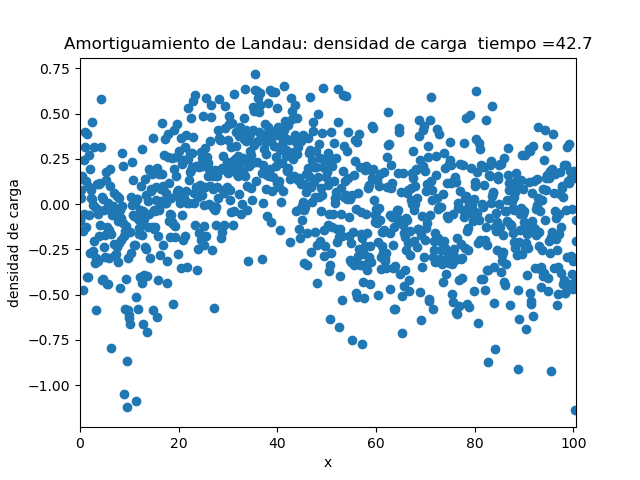 Amortiguamiento de Landau: densidad de carga  tiempo =42.7
0.75
0.50
0.25
0.00
−0.25
−0.50
−0.75
−1.00
densidad de carga
0 20 40 60 80 100
x